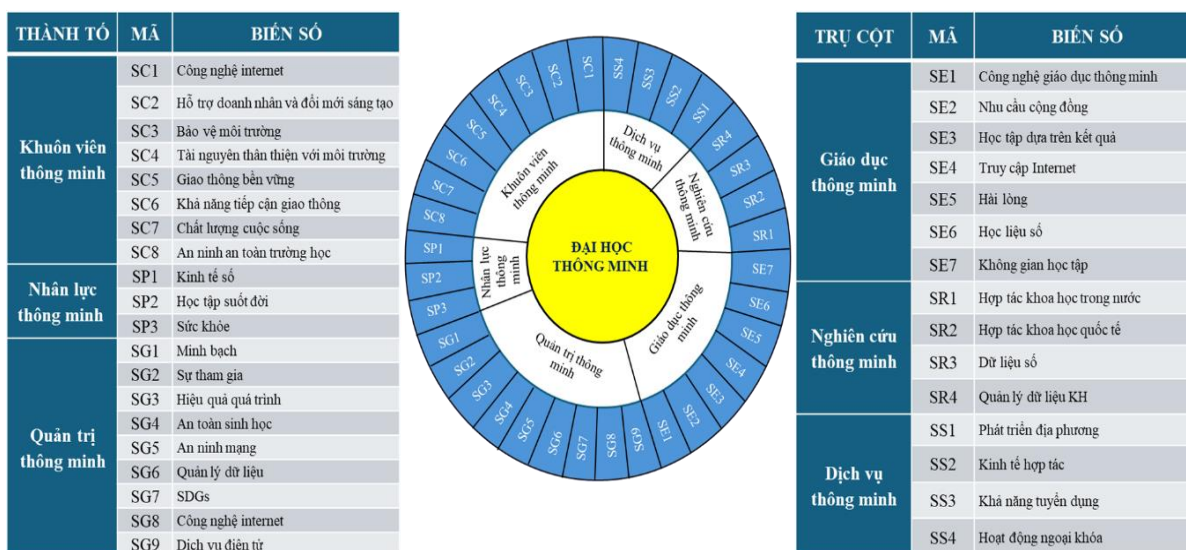 THÀNH TỐ MÃ BIẾN SỐ
Khuôn viên
thông minh
SC1 Công nghệ internet
SC2 Hỗ trợ doanh nhân và đổi mới sáng tạo
SC3 Bảo vệ môi trường
SC4 Tài nguyên thân thiện với môi trường
SC5 Giao thông bền vững
SC6 Khả năng tiếp cận giao thông
SC7 Chất lượng cuộc sống
SC8 An ninh an toàn trường học
Nhân lực
thông minh
SP1 Kinh tế số
SP2 Học tập suốt đời
SP3 Sức khỏe
Quản trị
thông minh
SG1 Minh bạch
SG2 Sự tham gia
SG3 Hiệu quả quá trình
SG4 An toàn sinh học
SG5 An ninh mạng
SG6 Quản lý dữ liệu
SG7 SDGs
SG8 Công nghệ internet
SG9 Dịch vụ điện tử
ĐẠI HỌC
THÔNG MINH
Dịch vụ
thông minh
Nghiên cứu
thông minh
Giáo dục thông
minh
Quản trị thông
minh
Nhân lực
thông
minh
Khuôn viên
thông minh
SS4
SS3
SS2
SS1
SR4
SR3
SR2
SR1
SE7
SE6
SE5
SE4
SE3
SE2
SE1
SG9
SG8
SG7
SG6
SG5
SG4
SG3
SG2
SG1
SP3
SP2
SP1
SC8
SC7
SC6
SC5
SC4
SC3
SC2
SC1
TRỤ CỘT MÃ BIẾN SỐ
Giáo dục
thông minh
SE1 Công nghệ giáo dục thông minh
SE2 Nhu cầu cộng đồng
SE3 Học tập dựa trên kết quả
SE4 Truy cập Internet
SE5 Hài lòng
SE6 Học liệu số
SE7 Không gian học tập
Nghiên cứu
thông minh
SR1 Hợp tác khoa học trong nước
SR2 Hợp tác khoa học quốc tế
SR3 Dữ liệu số
SR4 Quản lý dữ liệu KH
Dịch vụ
thông minh
SS1 Phát triển địa phương
SS2 Kinh tế hợp tác
SS3 Khả năng tuyển dụng
SS4 Hoạt động ngoại khóa